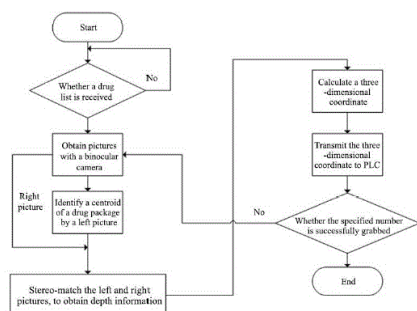 Start
Whether a drug
list is received
No
Obtain pictures
with a binocular
camera
Right
picture
Identify a centroid
of a drug package
by a left picture
Stereo-match the left and right
pictures, to obtain depth information
Calculate a three
-dimensional
coordinate
Transmit the three
-dimensional
coordinate to PLC
No
Whether the specified number
is successfully grabbed
End